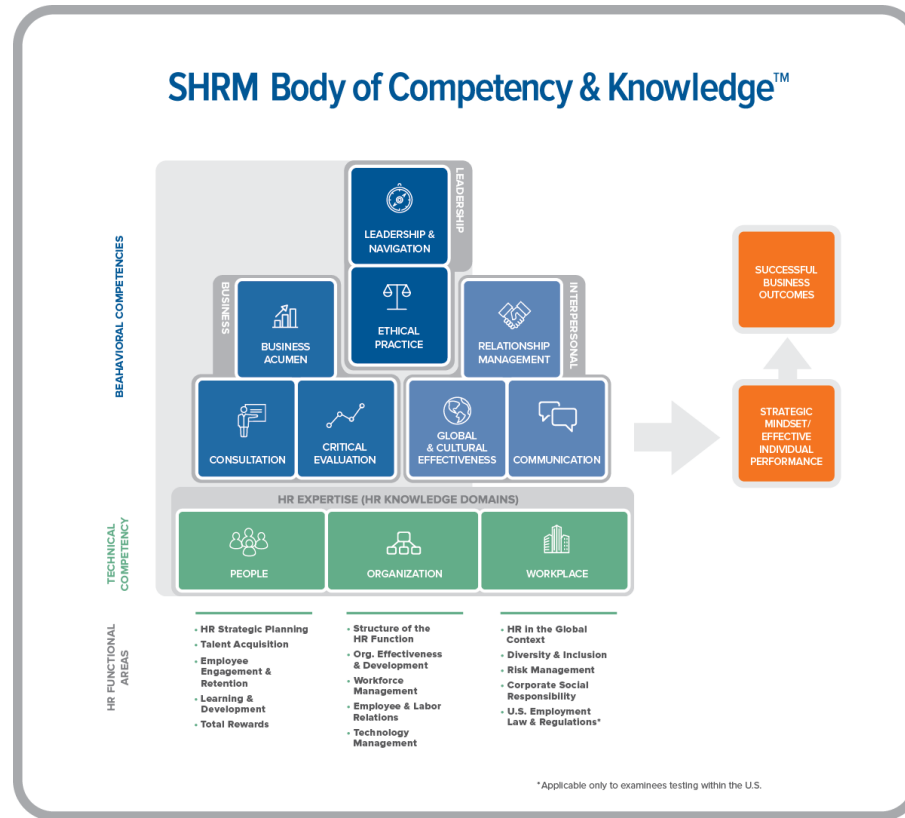 SHRM Body of Competency & Knowledge™
BEAHAVIORAL COMPETENCIES
LEADERSHIP
LEADERSHIP &
NAVIGATION
ETHICAL
PRACTICE
BUSINESS
BUSINESS
ACUMEN
CONSULTATION
CRITICAL
EVALUATION
INTERPERSONAL
RELATIONSHIP
MANAGEMENT
GLOBAL
& CULTURAL
EFFECTIVENESS
COMMUNICATION
SUCCESSFUL
BUSINESS
OUTCOMES
STRATEGIC
MINDSET/
EFFECTIVE
INDIVIDUAL
PERFORMANCE
TECHNICAL
COMPETENCY
HR EXPERTISE (HR KNOWLEDGE DOMAINS)
PEOPLE
ORGANIZATION
WORKPLACE
HR FUNCTIONAL
AREAS
• HR Strategic Planning
• Talent Acquisition
• Employee
Engagement &
Retention
• Learning &
Development
• Total Rewards
• Structure of the
HR Function
• Org. Effectiveness
& Development
• Workforce
Management
• Employee & Labor
Relations
• Technology
Management
• HR in the Global
Context
• Diversity & Inclusion
• Risk Management
• Corporate Social
Responsibility
• U.S. Employment
Law & Regulations*
*Applicable only to examinees testing within the U.S.